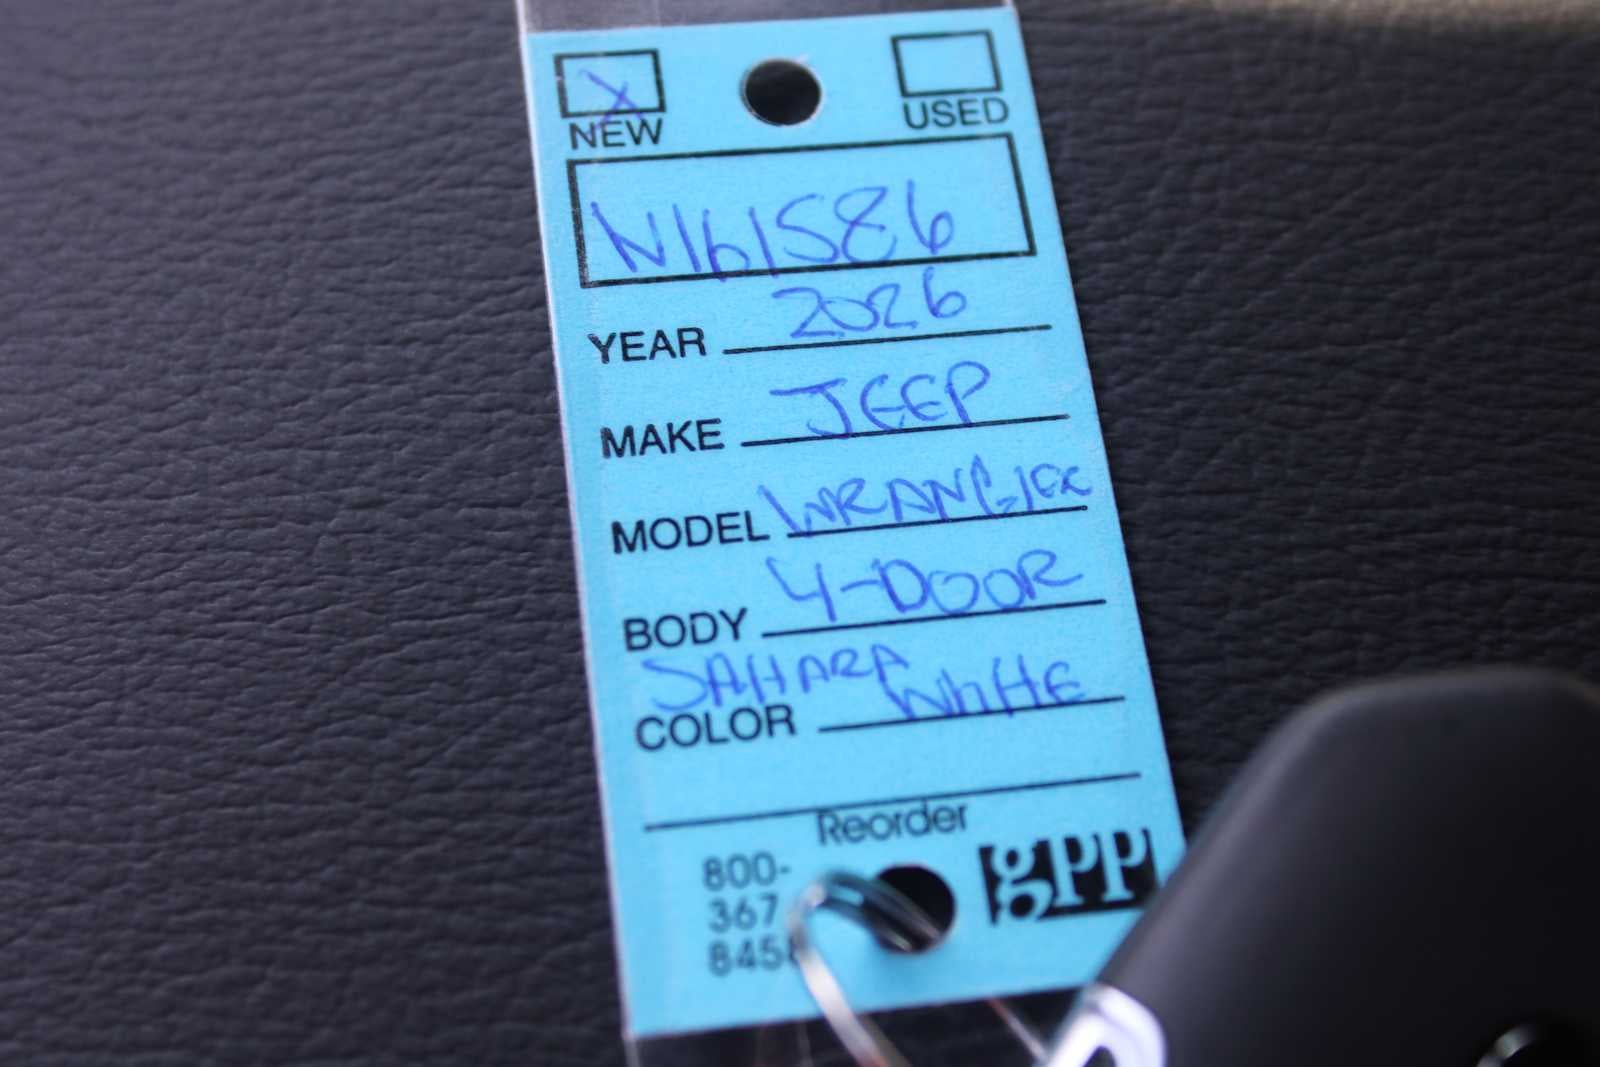 X
NEW USED
N161586
YEAR 2026
MAKE JEEP
MODEL WRANGLER
BODY 4-DOOR
SAHARA
COLOR WhITE
Reorder
800-
367
845
gpp